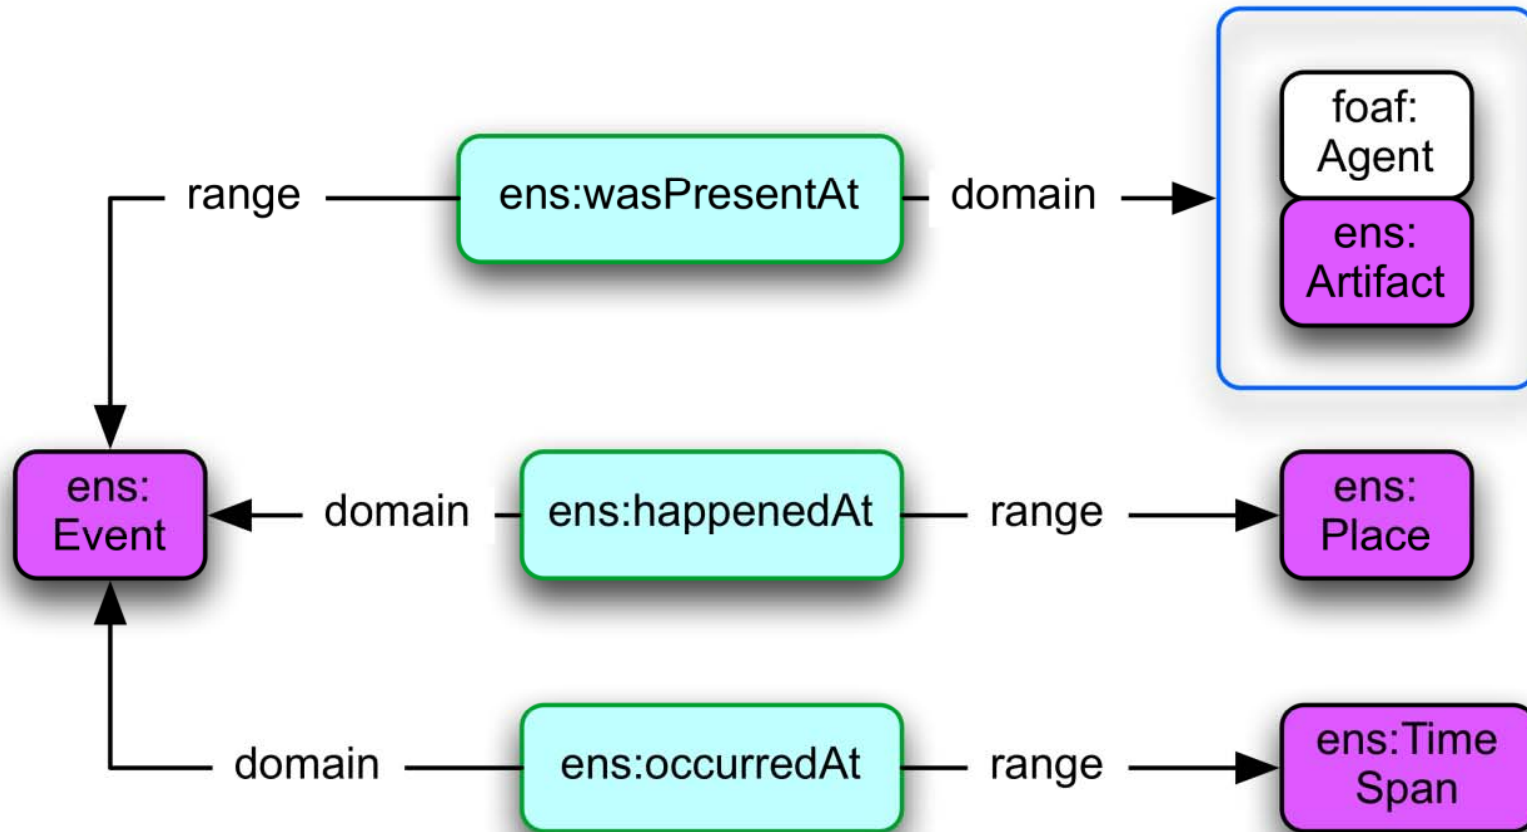 foaf:
Agent
range
ens:wasPresentAt
domain
ens:
Artifact
ens:
Event
domain
ens:happenedAt
range
ens:
Place
domain
ens:occurredAt
range
ens:Time
Span